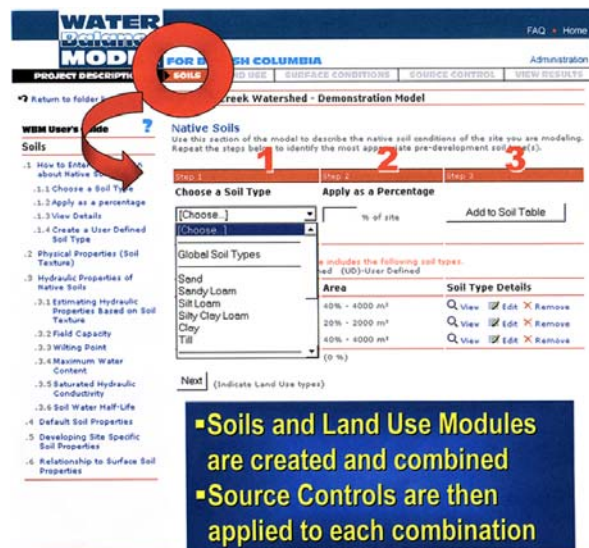 WATER
Balance
MODEL
FOR BRITISH COLUMBIA
FAQ • Home
Administration
PROJECT DESCRIPTION
SOILS
LAND USE
SURFACE CONDITIONS
SOURCE CONTROL
VIEW RESULTS
Return to folder
Creek Watershed - Demonstration Model
WBM User's Guide ?
Soils
.1 How to Enter
about Native
.1.1 Choose a Soil Type
.1.2 Apply as a percentage
.1.3 View Details
.1.4 Create a User Defined
Soil Type
.2 Physical Properties (Soil
Texture)
.3 Hydraulic Properties of
Native Soils
.3.1 Estimating Hydraulic
Properties Based on Soil
Texture
.3.2 Field Capacity
.3.3 Wilting Point
.3.4 Maximum Water
Content
.3.5 Saturated Hydraulic
Conductivity
.3.6 Soil Water Half-Life
.4 Default Soil Properties
.5 Developing Site Specific
Soil Properties
.6 Relationship to Surface Soil
Properties
Native Soils
Use this section of the model to describe the native soil conditions of the site you are modeling.
Repeat the steps below to identify the most appropriate pre-development soil type(s).
1 2 3
Step 1
Step 2
Step 3
Choose a Soil Type
Apply as a Percentage
[Choose...]
% of site
Add to Soil Table
[Choose...]
Global Soil Types
Sand
Sandy Loam
Silt Loam
Silty Clay Loam
Clay
Till
includes the following soil types.
(UD)-User Defined
Area
Soil Type Details
40% - 4000 m²
View Edit Remove
20% - 2000 m²
View Edit Remove
40% - 4000 m²
View Edit Remove
(0 %)
Next (Indicate Land Use types)
▪Soils and Land Use Modules
are created and combined
▪Source Controls are then
applied to each combination